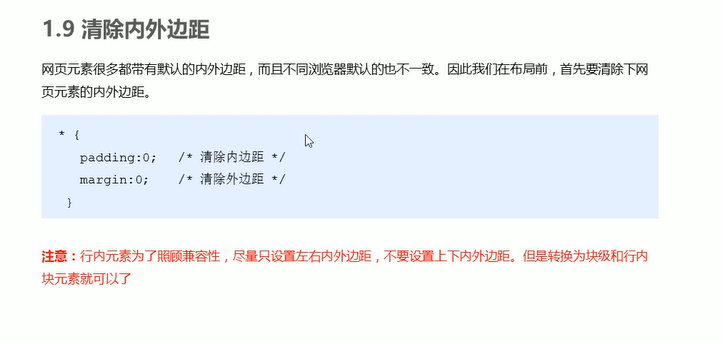 1.9 清除内外边距
网页元素很多都带有默认的内外边距，而且不同浏览器默认的也不一致。因此我们在布局前，首先要清除下网
页元素的内外边距。
* {
padding:0; /* 清除内边距 */
margin:0; /* 清除外边距 */
}
注意：行内元素为了照顾兼容性，尽量只设置左右内外边距，不要设置上下内外边距。但是转换为块级和行内
块元素就可以了